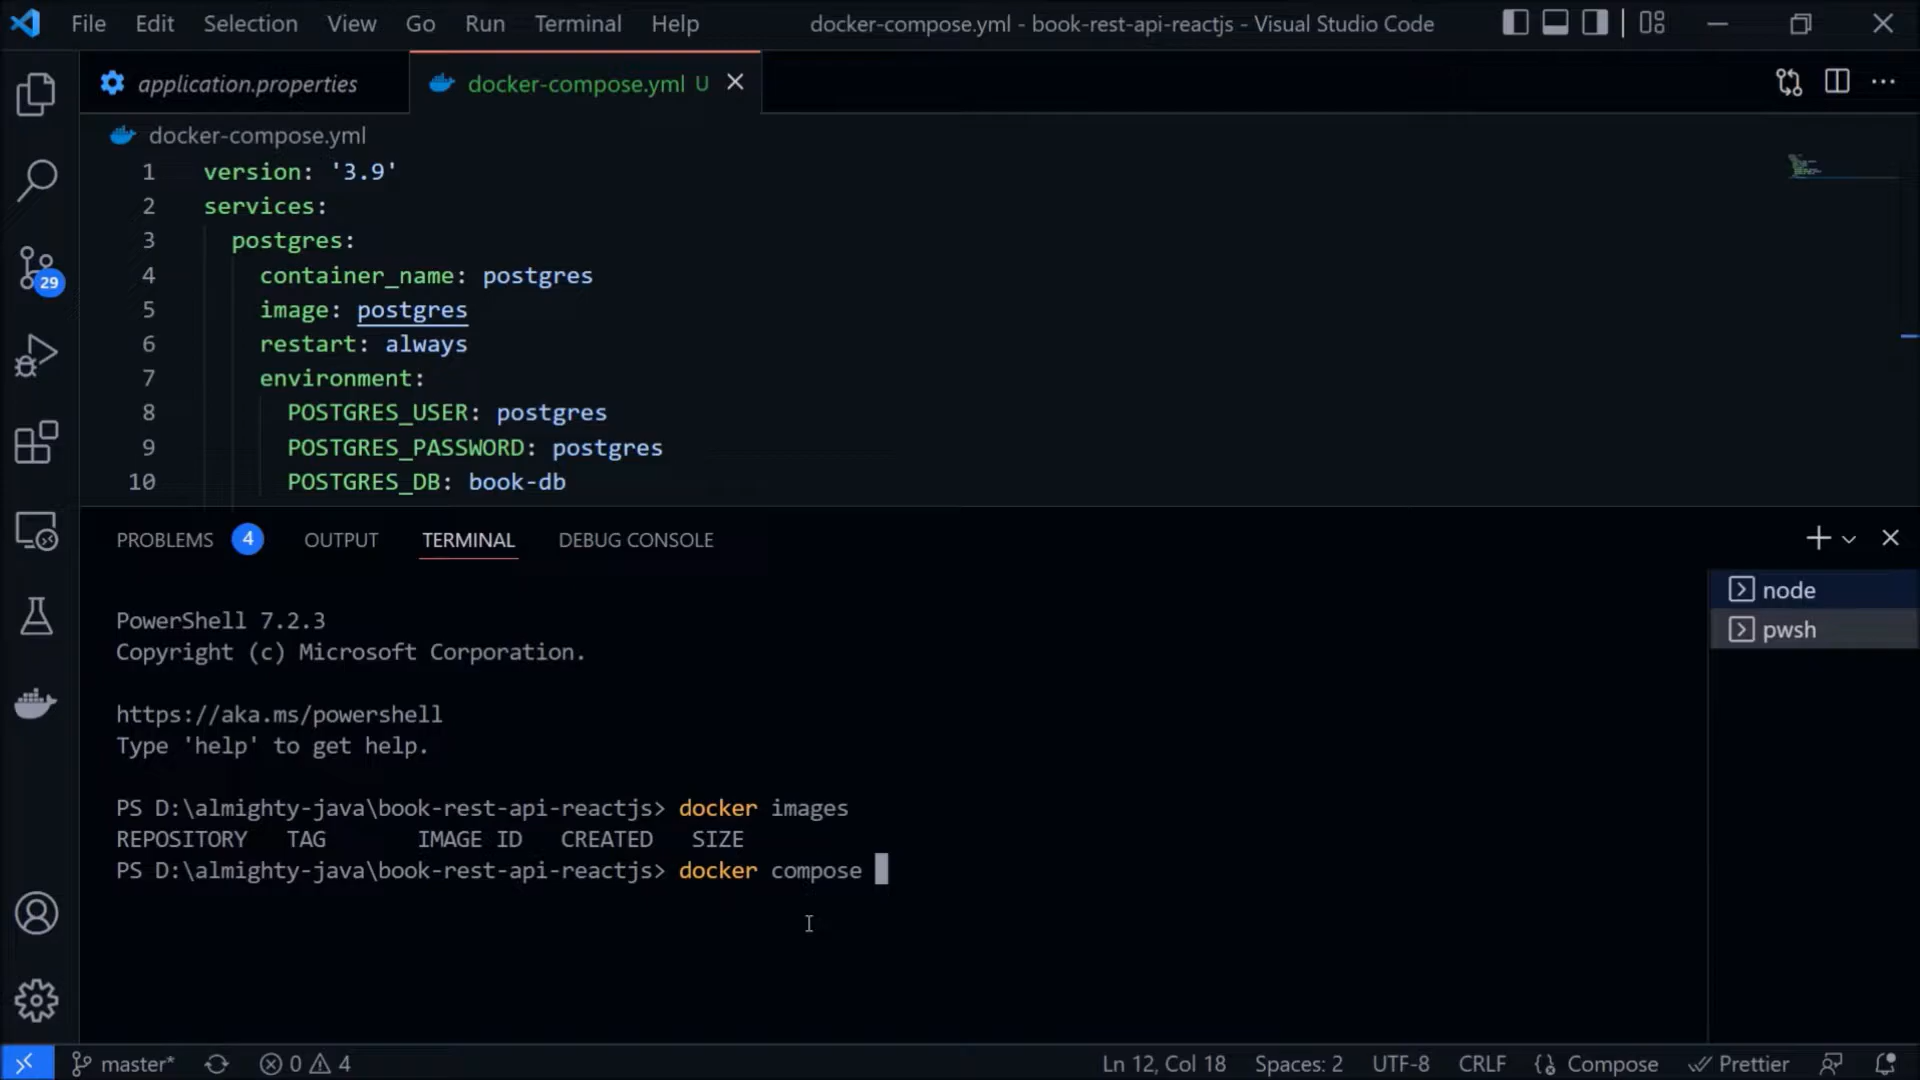 File Edit Selection View Go Run Terminal Help docker-compose.yml - book-rest-api-reactjs - Visual Studio Code
application.properties docker-compose.yml U
docker-compose.yml
1 version: '3.9'
2 services:
3 postgres:
4 container_name: postgres
5 image: postgres
6 restart: always
7 environment:
8 POSTGRES_USER: postgres
9 POSTGRES_PASSWORD: postgres
10 POSTGRES_DB: book-db
29
PROBLEMS 4 OUTPUT TERMINAL DEBUG CONSOLE
node
pwsh
PowerShell 7.2.3
Copyright (c) Microsoft Corporation.
https://aka.ms/powershell
Type 'help' to get help.
PS D:\almighty-java\book-rest-api-reactjs> docker images
REPOSITORY TAG IMAGE ID CREATED SIZE
PS D:\almighty-java\book-rest-api-reactjs> docker compose
master* 0 4 Ln 12, Col 18 Spaces: 2 UTF-8 CRLF Compose Prettier